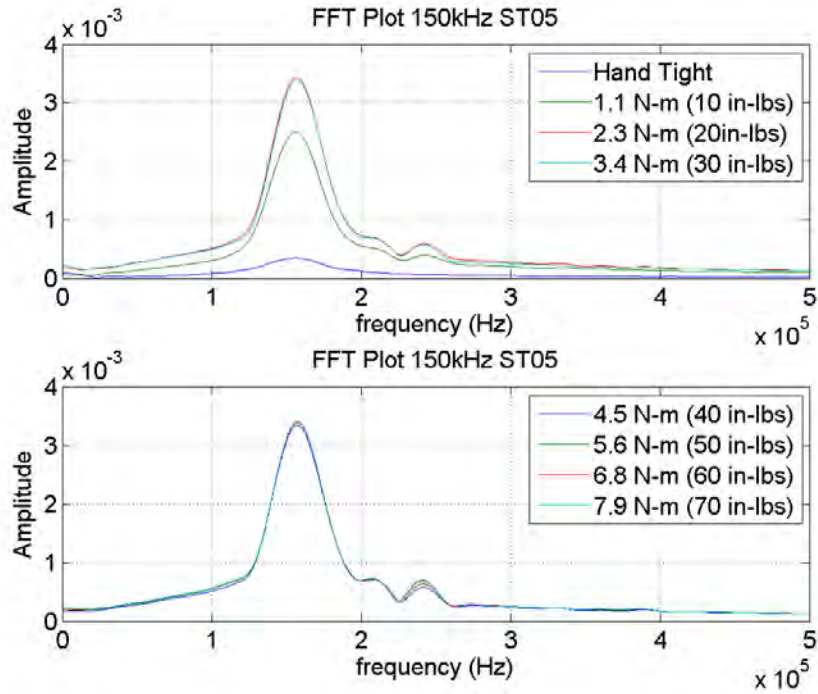 FFT Plot 150kHz ST05
x 10^-3
4
3
2
1
0
Amplitude
Hand Tight
1.1 N-m (10 in-lbs)
2.3 N-m (20in-lbs)
3.4 N-m (30 in-lbs)
0 1 2 3 4 5
frequency (Hz)
x 10^5
FFT Plot 150kHz ST05
x 10^-3
4
3
2
1
0
Amplitude
4.5 N-m (40 in-lbs)
5.6 N-m (50 in-lbs)
6.8 N-m (60 in-lbs)
7.9 N-m (70 in-lbs)
0 1 2 3 4 5
frequency (Hz)
x 10^5